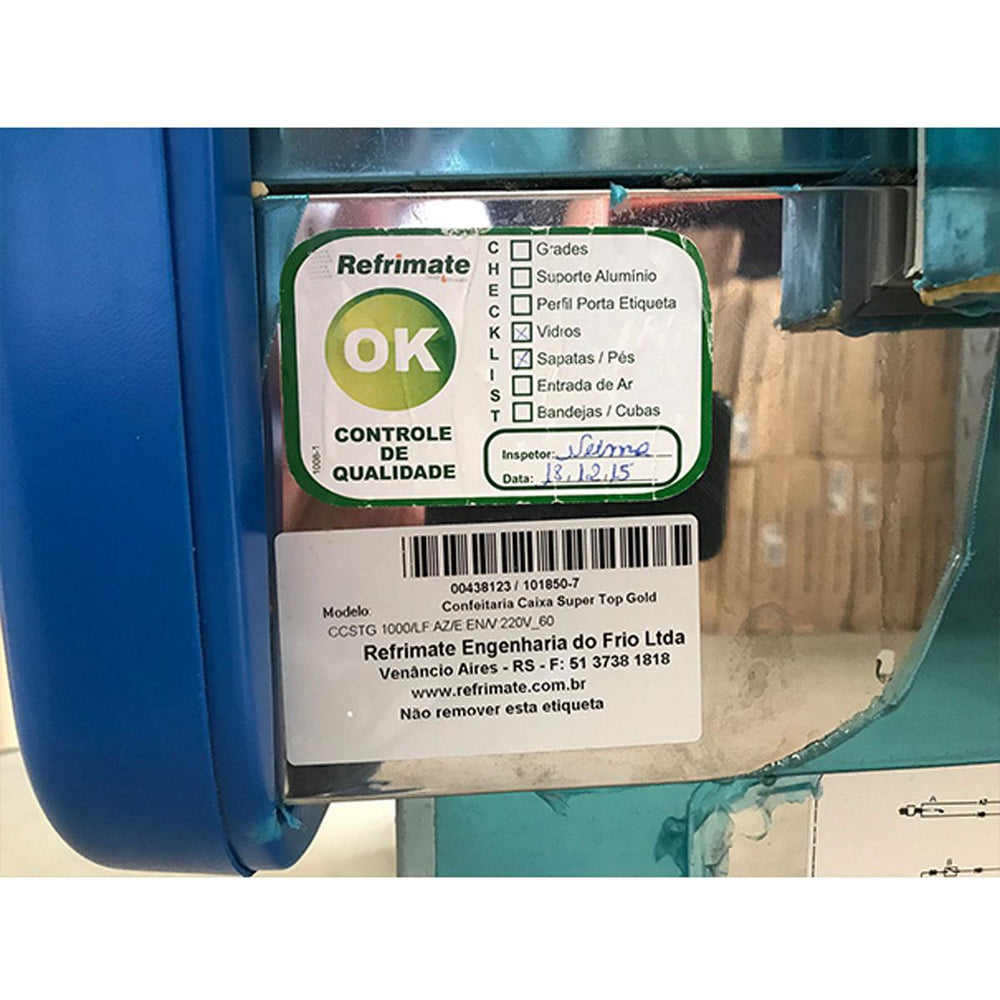 Refrimate
OK
CONTROLE
DE
QUALIDADE
1008-1
CHECKLIST
Grades
Suporte Alumínio
Perfil Porta Etiqueta
Vidros
Sapatas / Pés
Entrada de Ar
Bandejas / Cubas
Inspetor:
Data: 18.12.15
00438123 / 101850-7
Confeitaria Caixa Super Top Gold
Modelo:
CCSTG 1000/LF:AZ/E:EN/V:220V_60
Refrimate Engenharia do Frio Ltda
Venâncio Aires - RS - F: 51 3738 1818
www.refrimate.com.br
Não remover esta etiqueta
A
B